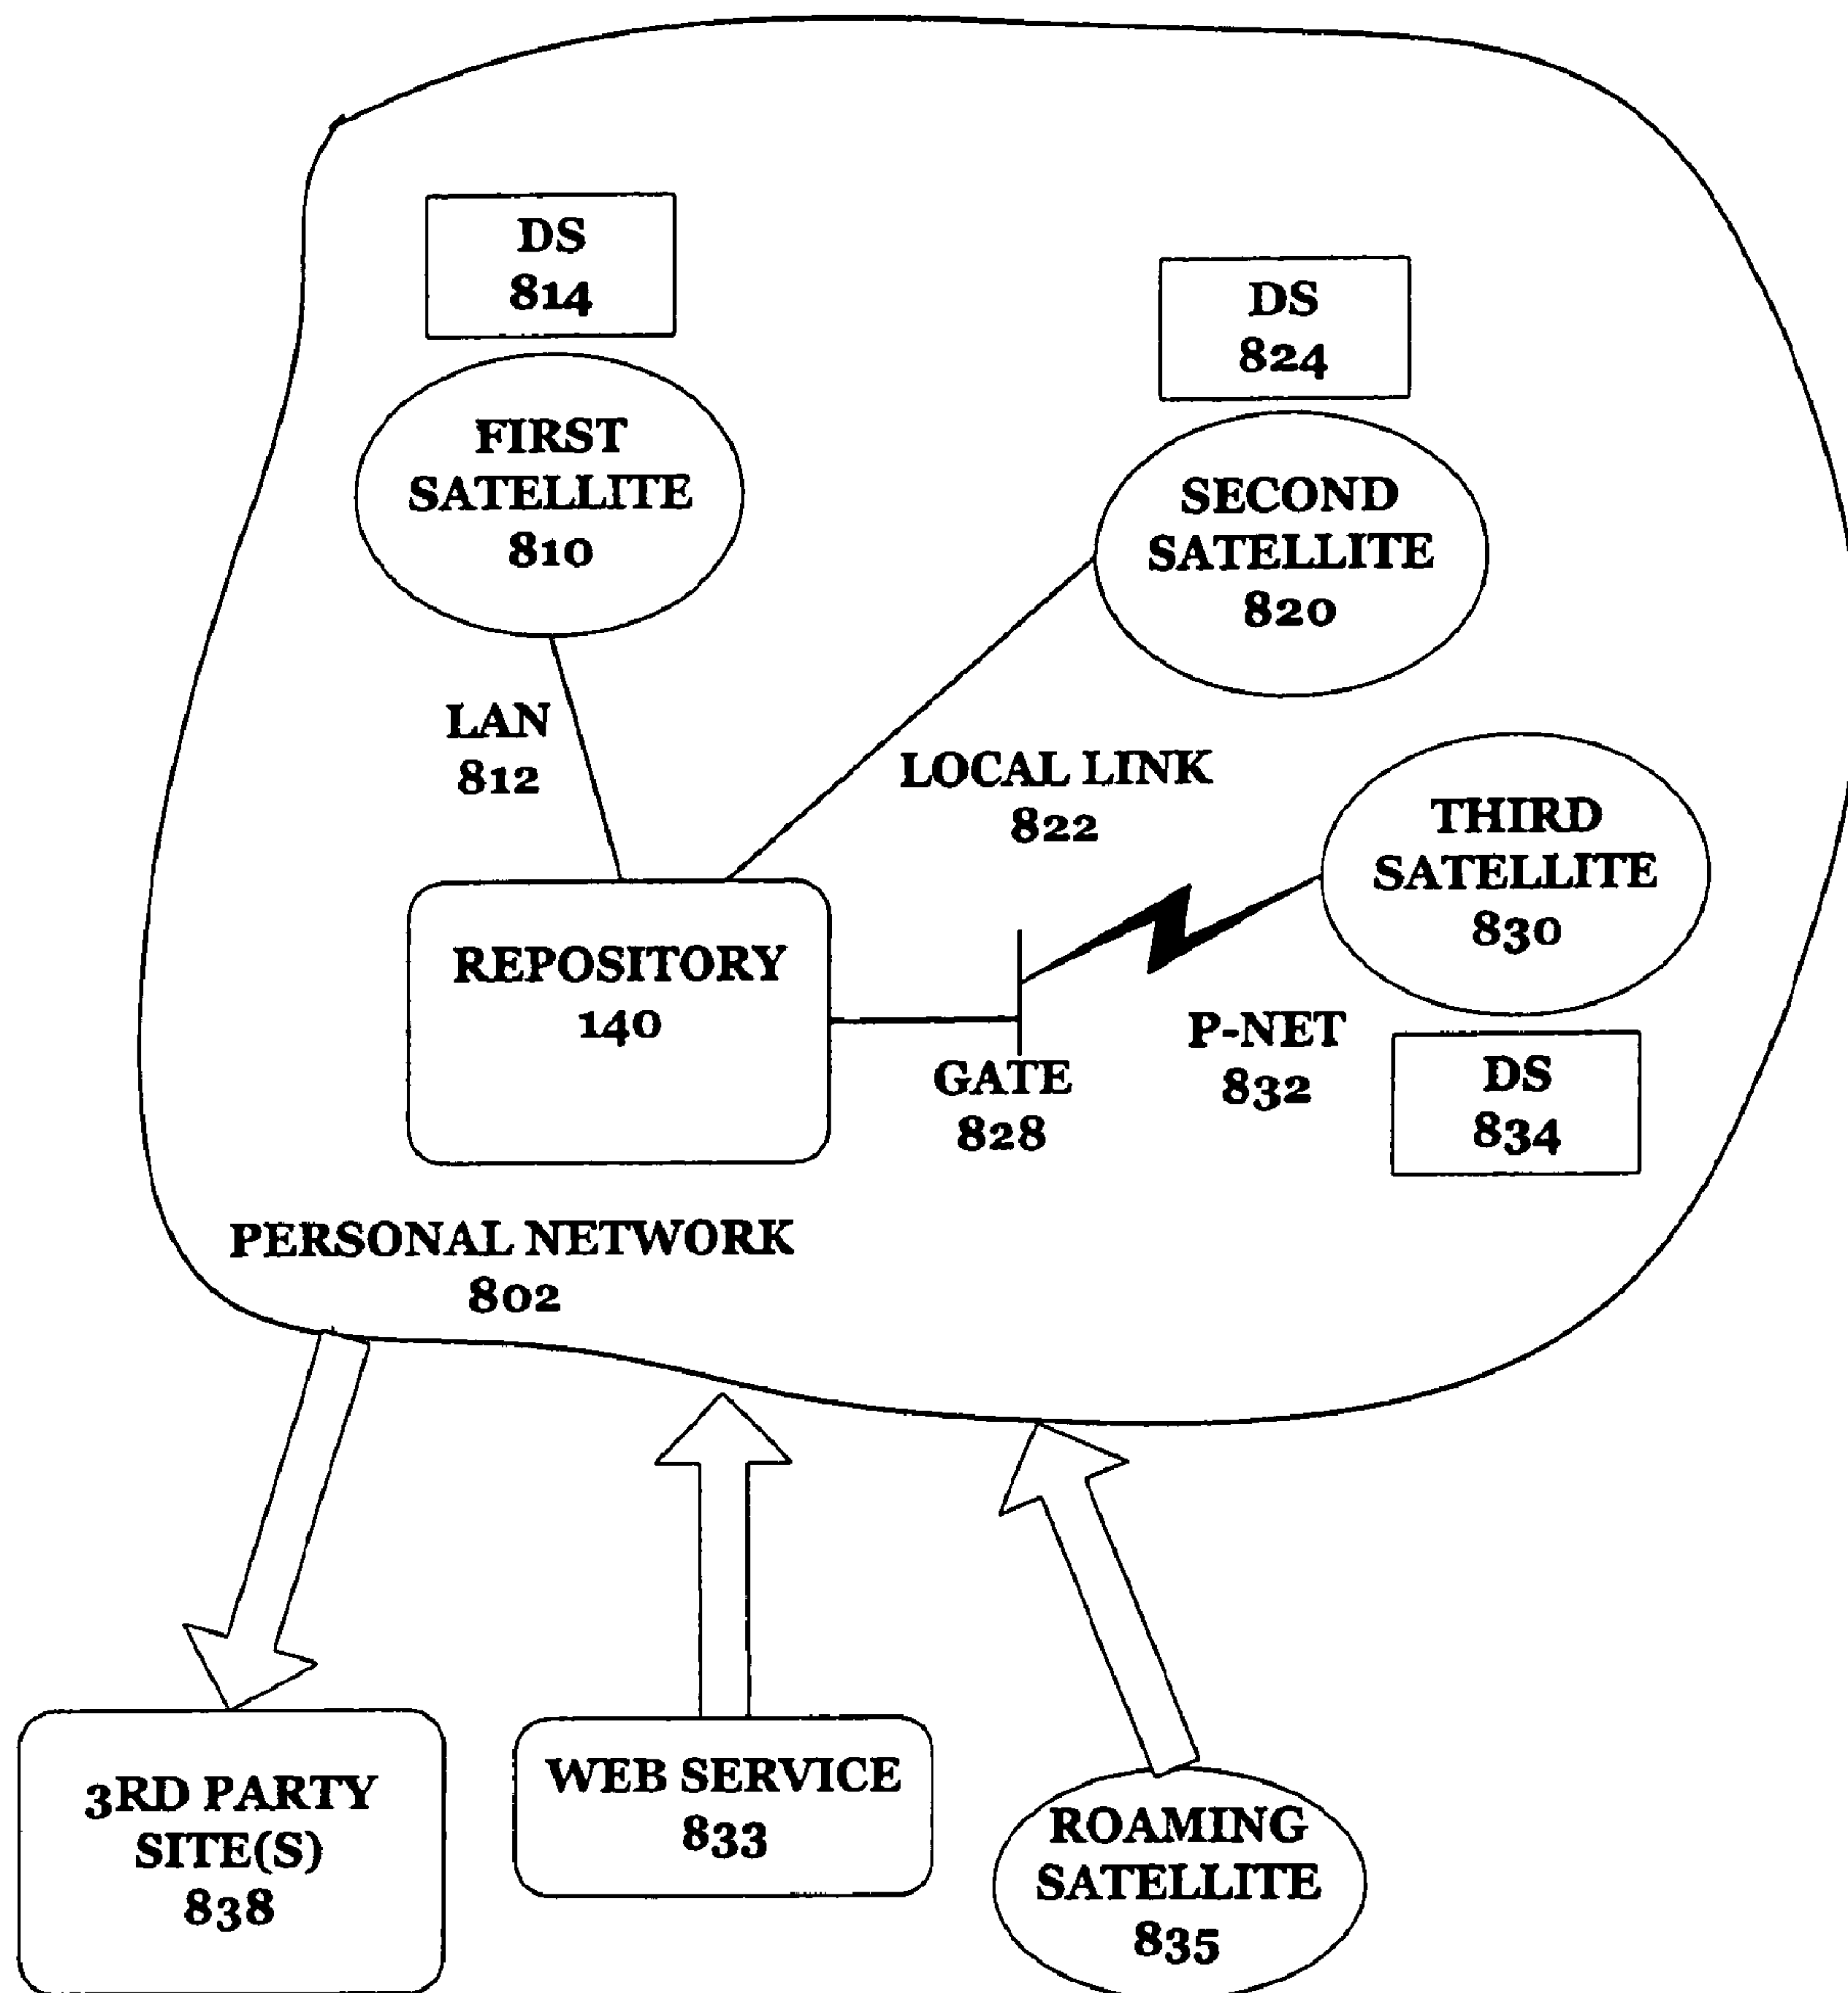 DS
814
DS
824
FIRST
SATELLITE
810
SECOND
SATELLITE
820
LAN
812
LOCAL LINK
822
THIRD
SATELLITE
830
REPOSITORY
140
GATE
828
P-NET
832
DS
834
PERSONAL NETWORK
802
3RD PARTY
SITE(S)
838
WEB SERVICE
833
ROAMING
SATELLITE
835